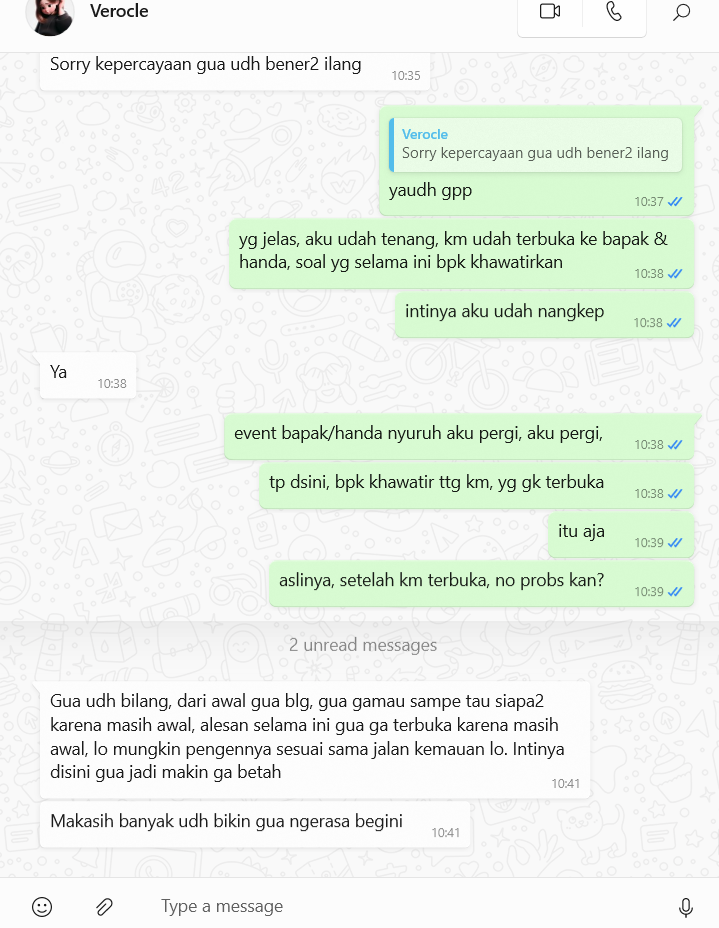 Verocle
Sorry kepercayaan gua udh bener2 ilang
10:35
Verocle
Sorry kepercayaan gua udh bener2 ilang
yaudh gpp
10:37
yg jelas, aku udah tenang, km udah terbuka ke bapak &
handa, soal yg selama ini bpk khawatirkan
10:38
intinya aku udah nangkep
10:38
Ya
10:38
event bapak/handa nyuruh aku pergi, aku pergi,
10:38
tp dsini, bpk khawatir ttg km, yg gk terbuka
10:38
itu aja
10:39
aslinya, setelah km terbuka, no probs kan?
10:39
2 unread messages
Gua udh bilang, dari awal gua blg, gua gamau sampe tau siapa2
karena masih awal, alesan selama ini gua ga terbuka karena masih
awal, lo mungkin pengennya sesuai sama jalan kemauan lo. Intinya
disini gua jadi makin ga betah
10:41
Makasih banyak udh bikin gua ngerasa begini
10:41
Type a message